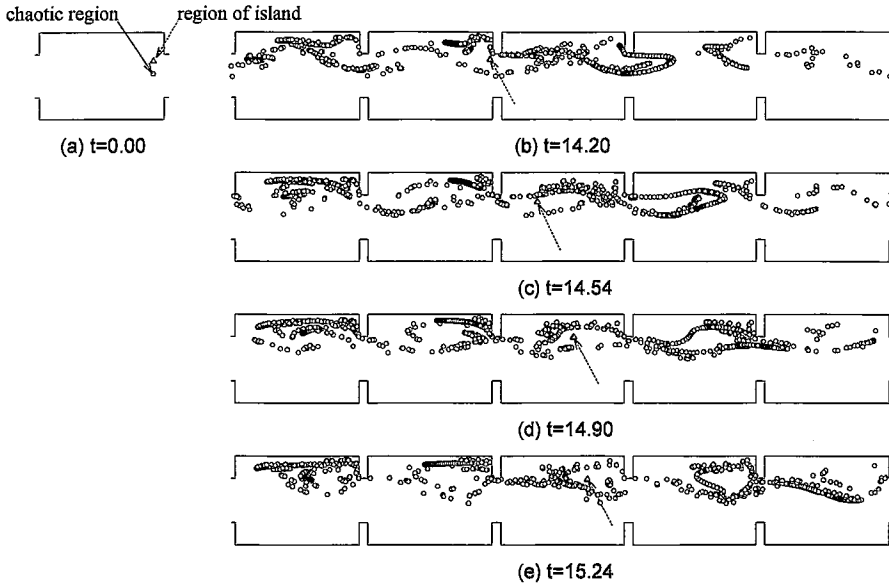 chaotic region
region of island
(a) t=0.00
(b) t=14.20
(c) t=14.54
(d) t=14.90
(e) t=15.24